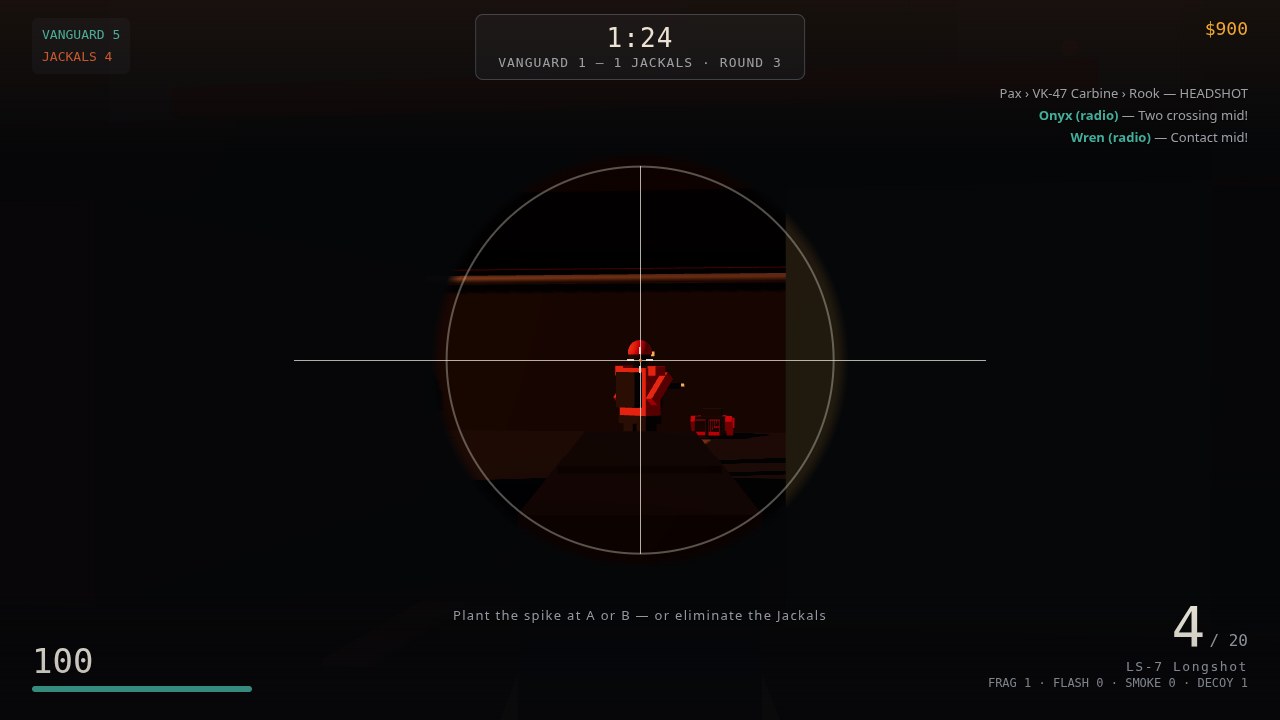 VANGUARD 5
JACKALS 4
1:24
VANGUARD 1 — 1 JACKALS · ROUND 3
$900
Pax › VK-47 Carbine › Rook — HEADSHOT
Onyx (radio) — Two crossing mid!
Wren (radio) — Contact mid!
Plant the spike at A or B — or eliminate the Jackals
100
4 / 20
LS-7 Longshot
FRAG 1 · FLASH 0 · SMOKE 0 · DECOY 1